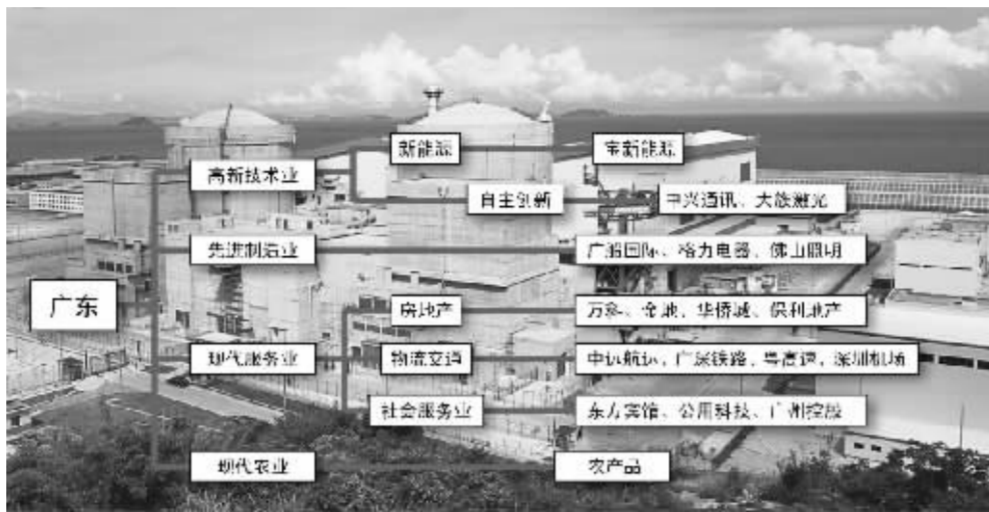 新能源
宝新能源
高新技术业
自主创新
中兴通讯、大族激光
先进制造业
广船国际、格力电器、佛山照明
广东
房地产
万科、金地、华侨城、保利地产
现代服务业
物流交通
中远航运、广深铁路、粤高速、深圳机场
社会服务业
东方宾馆、公用科技、广州控股
现代农业
农产品